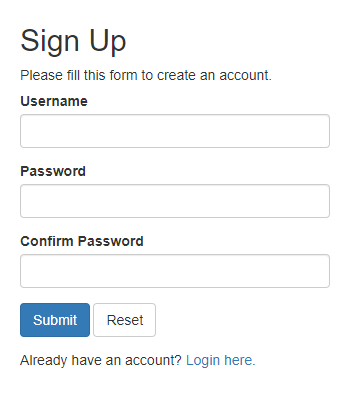 Sign Up
Please fill this form to create an account.
Username
Password
Confirm Password
Submit Reset
Already have an account? Login here.